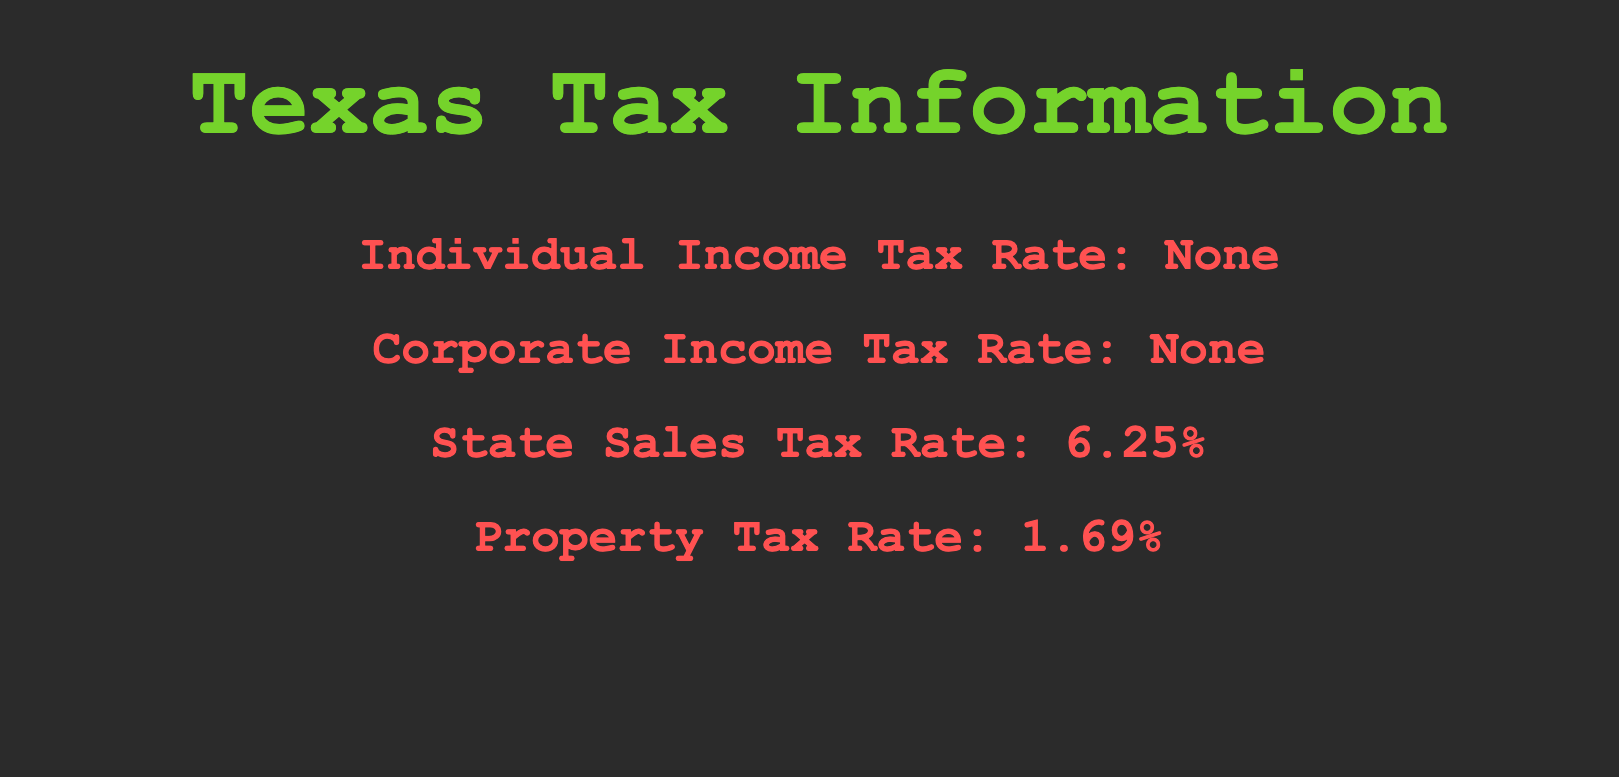 Texas Tax Information
Individual Income Tax Rate: None
Corporate Income Tax Rate: None
State Sales Tax Rate: 6.25%
Property Tax Rate: 1.69%